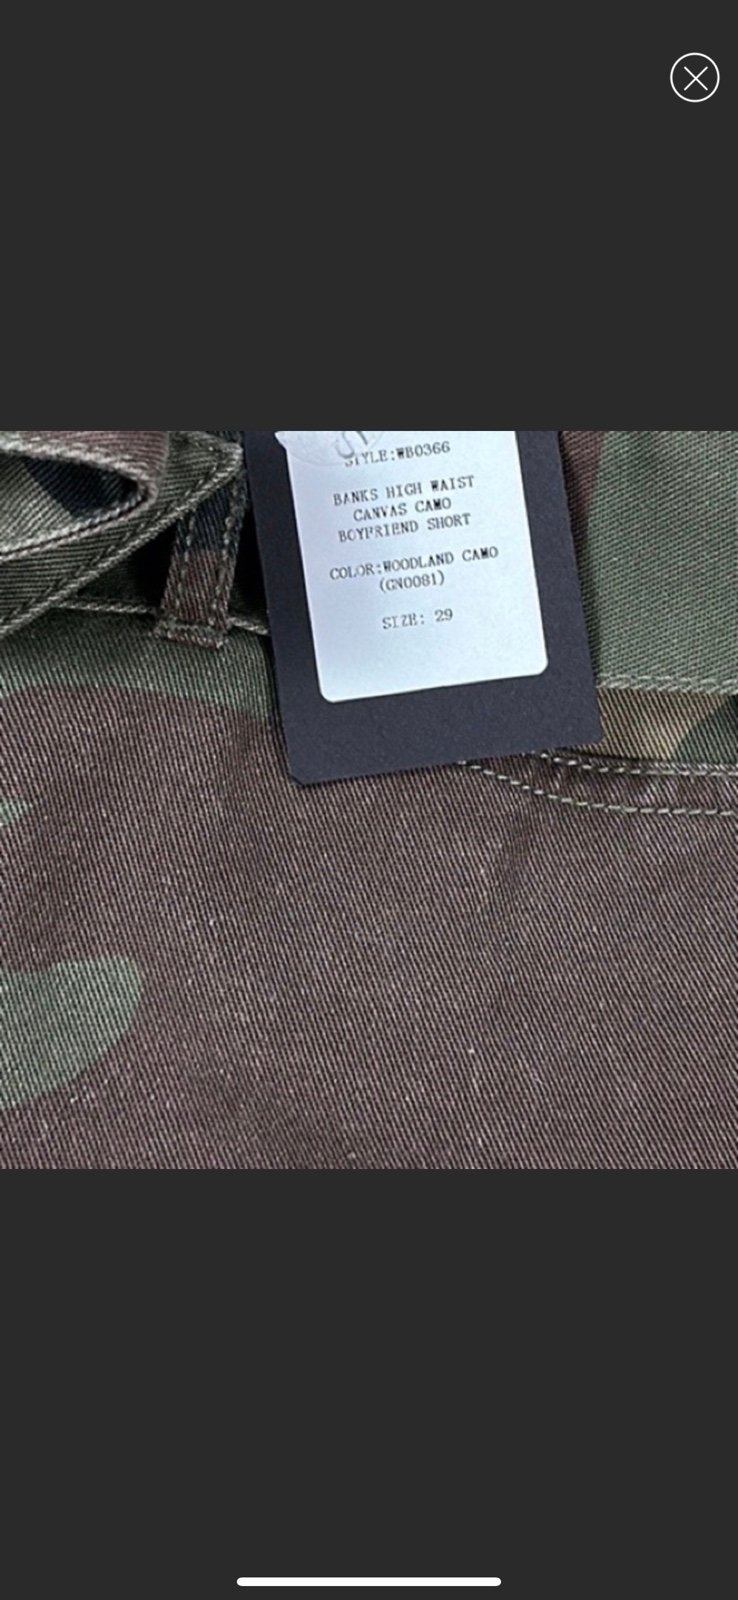 STYLE:WB0366
BANKS HIGH WAIST
CANVAS CAMO
BOYFRIEND SHORT
COLOR:WOODLAND CAMO
(GN0081)
SIZE: 29